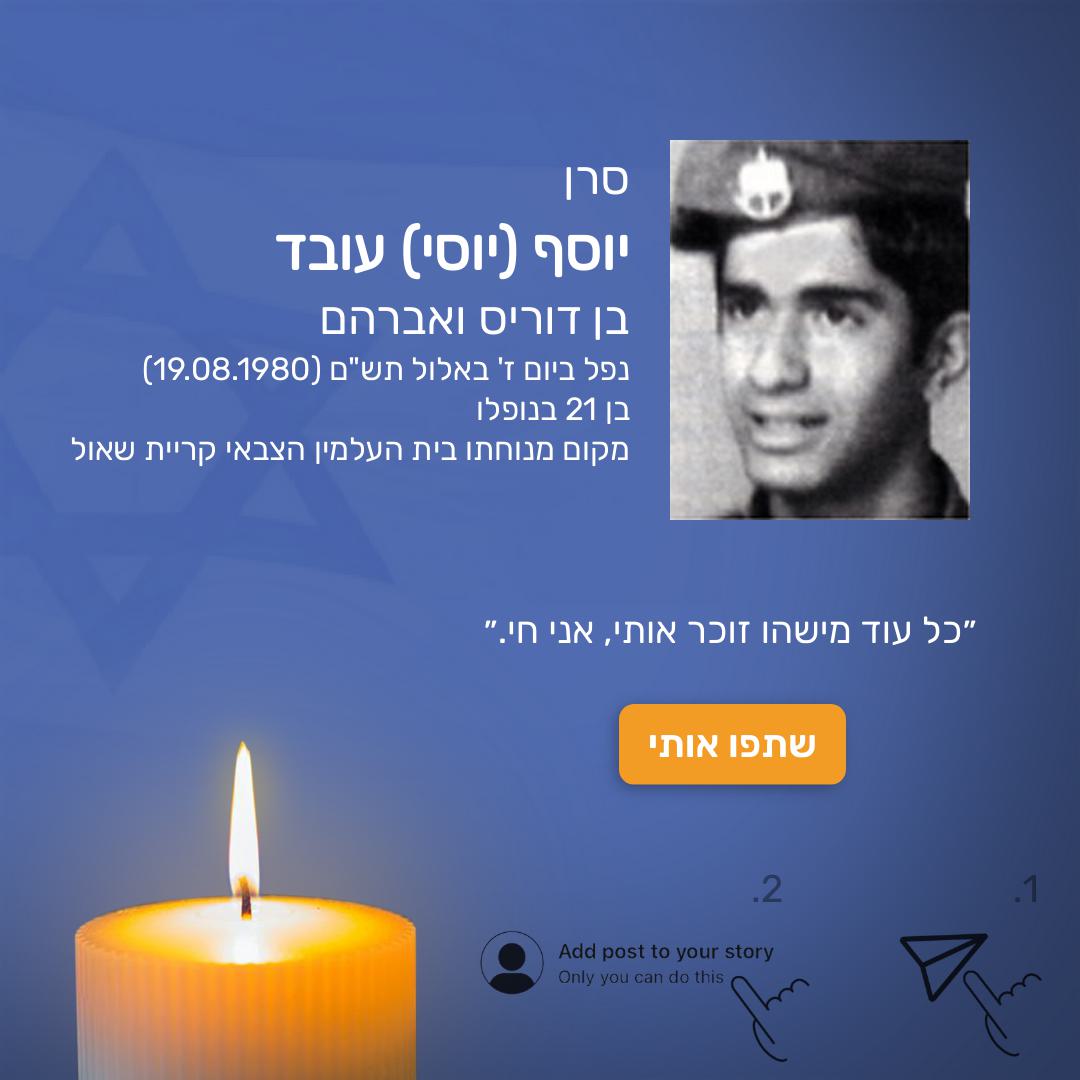 סרן
יוסף (יוסי) עובד
בן דוריס ואברהם
נפל ביום ז' באלול תש"ם (19.08.1980)
בן 21 בנופלו
מקום מנוחתו בית העלמין הצבאי קריית שאול
״כל עוד מישהו זוכר אותי, אני חי.״
שתפו אותי
1.
2.
Add post to your story
Only you can do this